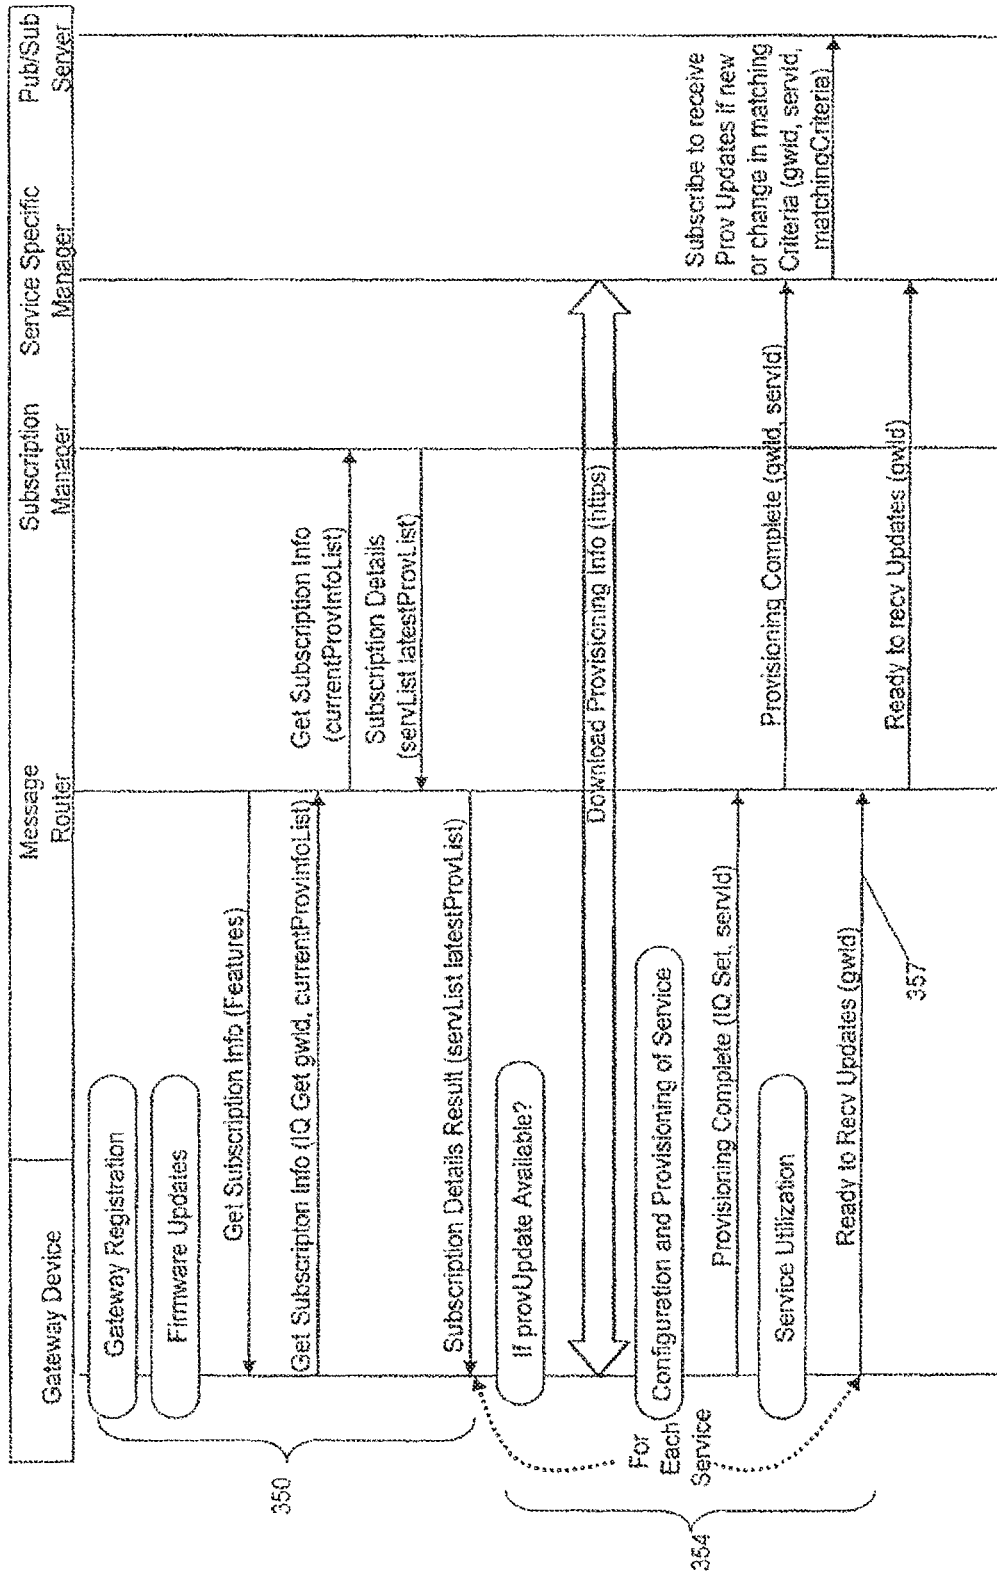 Gateway Device
Message
Router
Subscription
Manager
Service Specific
Manager
Pub/Sub
Server
Gateway Registration
Firmware Updates
Get Subscription Info (Features)
Get Subscripton Info (IQ Get gwId, currentProvInfoList)
Get Subscription Info
(currentProvInfoList)
Subscription Details
(servList latestProvList)
Subscription Details Result (servList latestProvList)
350
If provUpdate Available?
Download Provisioning Info (https)
Configuration and Provisioning of Service
For
Each
Service
Provisioning Complete (IQ Set, servId)
Provisioning Complete (gwId, servId)
Subscribe to receive
Prov Updates if new
or change in matching
Criteria (gwId, servId,
matchingCriteria)
Service Utilization
Ready to Recv Updates (gwId)
Ready to recv Updates (gwId)
357
354